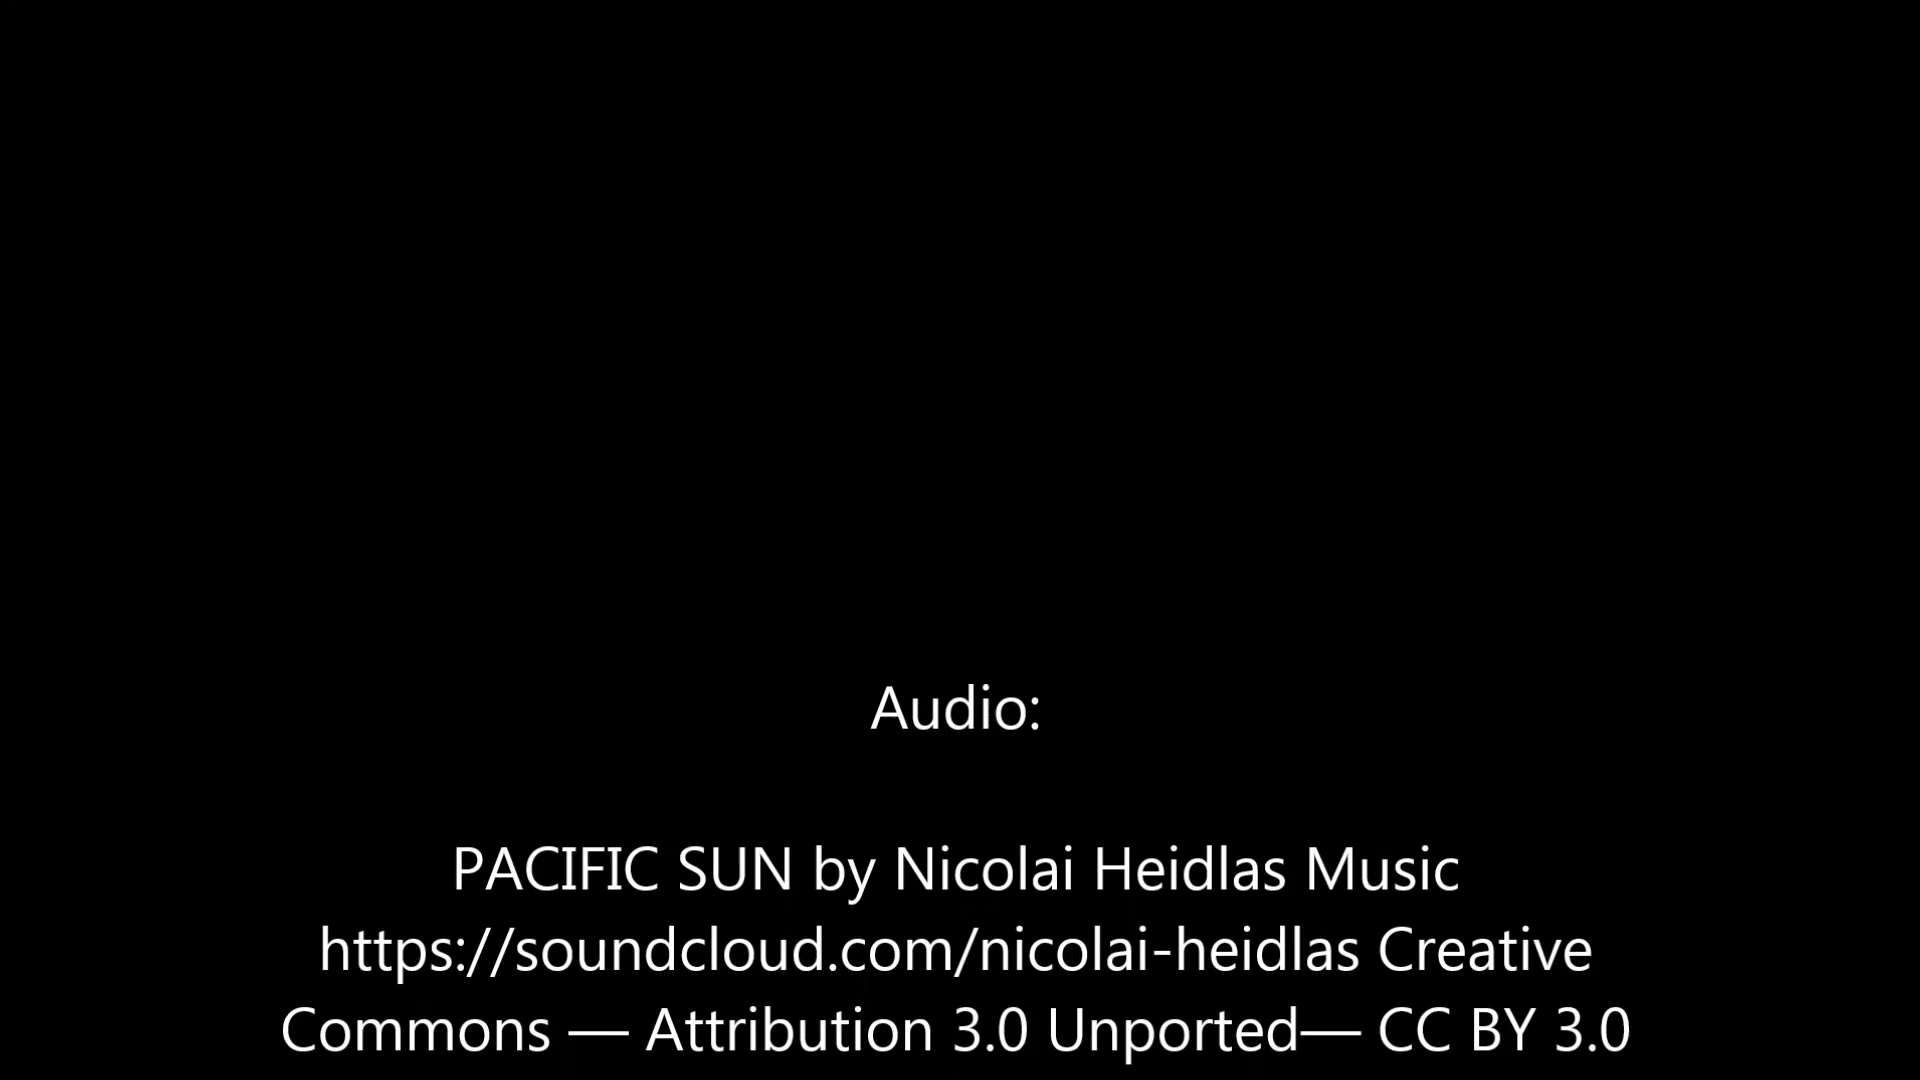 Audio:
PACIFIC SUN by Nicolai Heidlas Music
https://soundcloud.com/nicolai-heidlas Creative
Commons — Attribution 3.0 Unported— CC BY 3.0